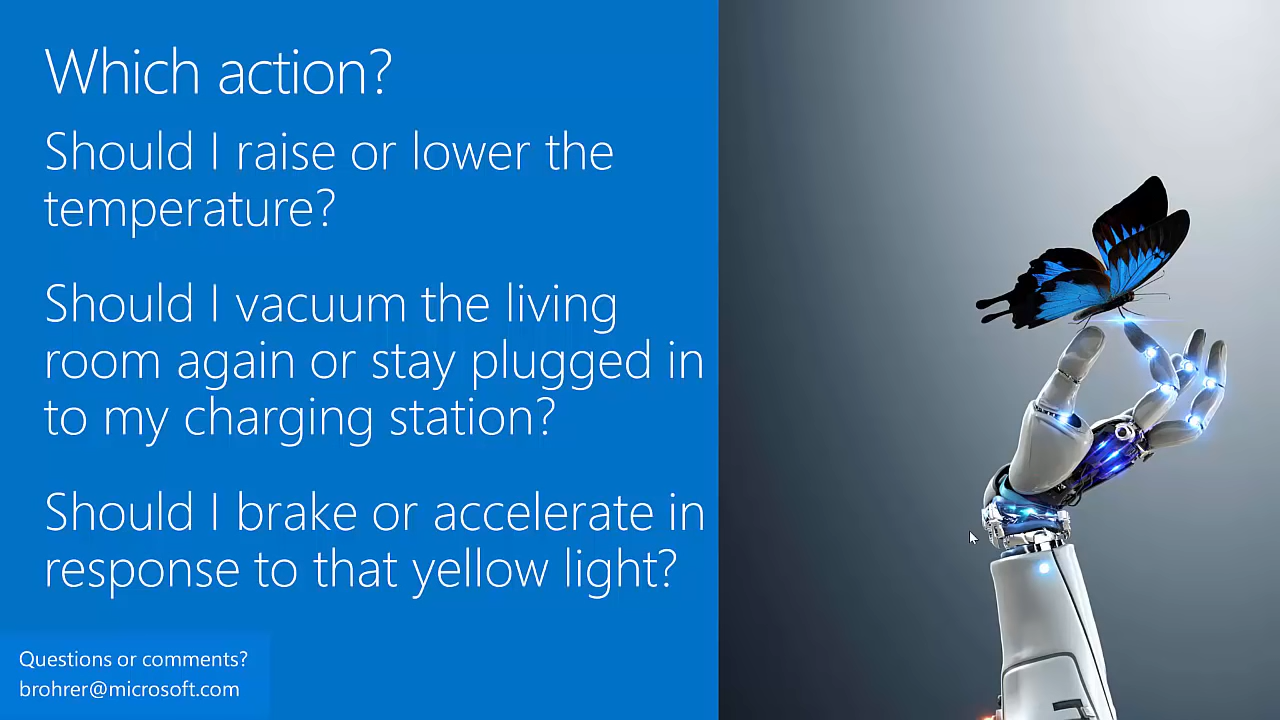 Which action?
Should I raise or lower the
temperature?
Should I vacuum the living
room again or stay plugged in
to my charging station?
Should I brake or accelerate in
response to that yellow light?
Questions or comments?
brohrer@microsoft.com